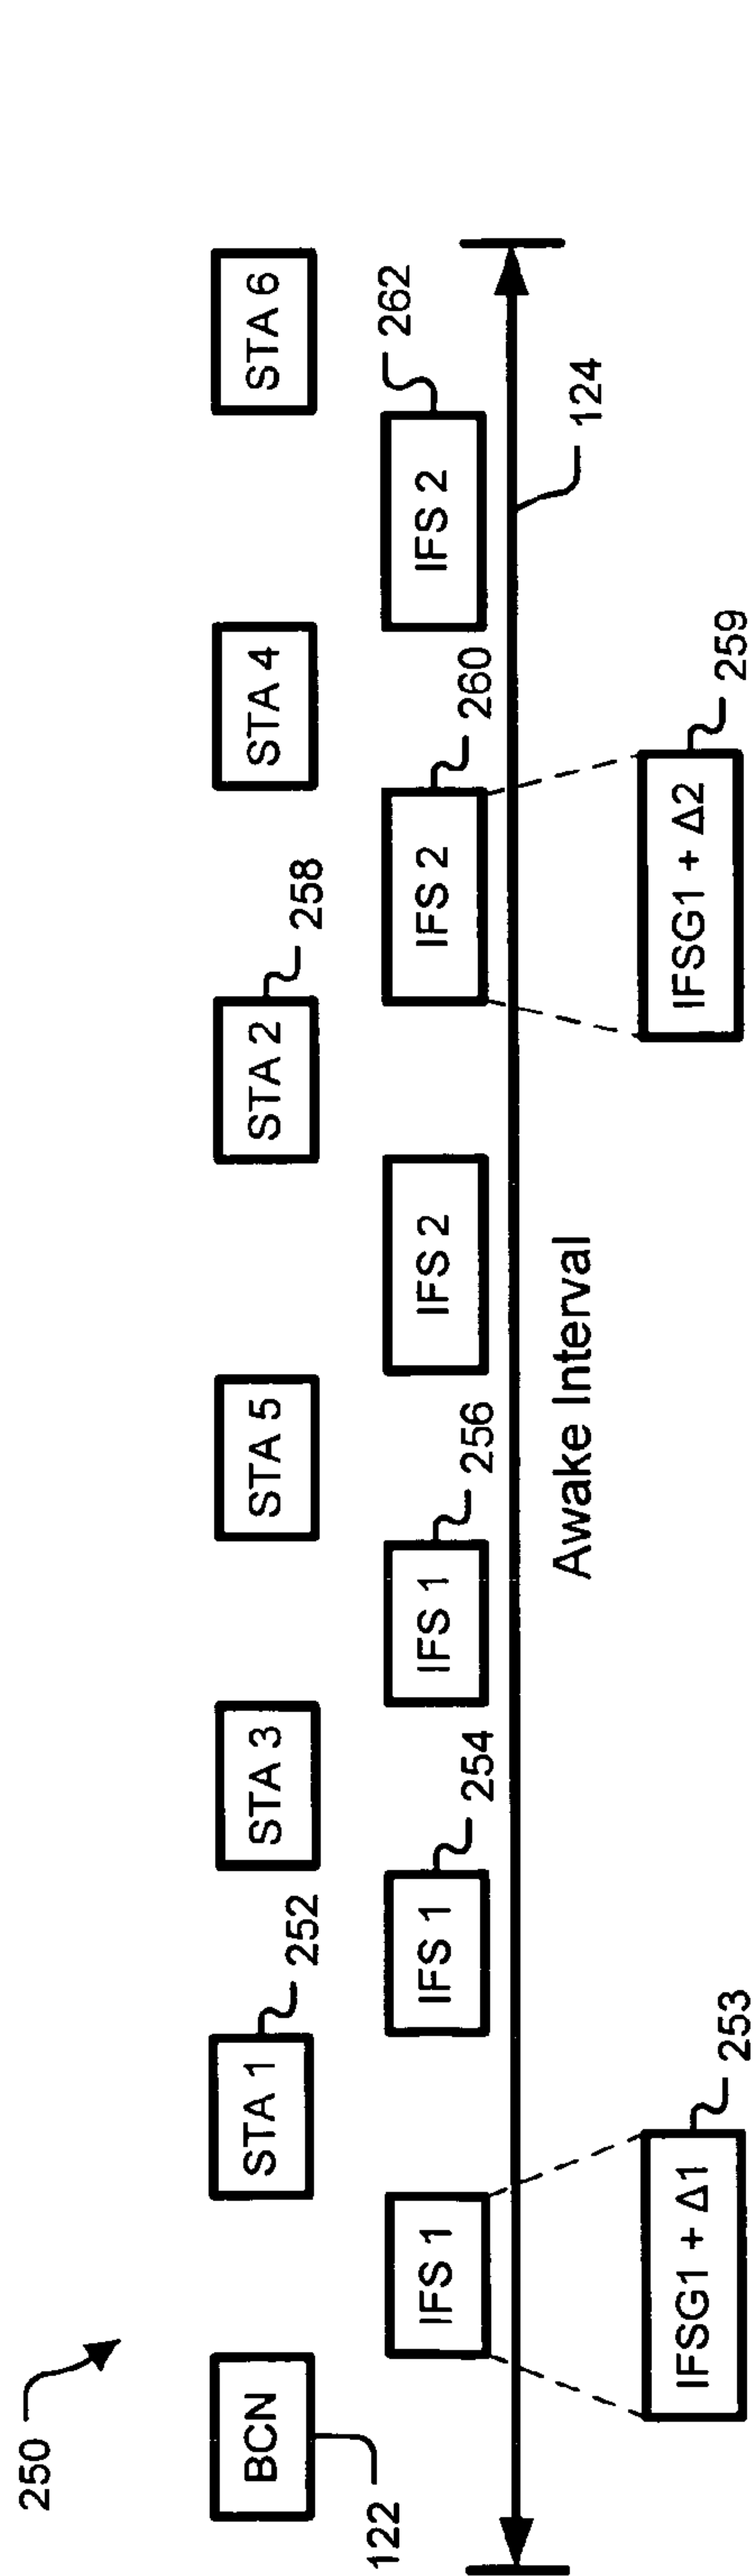 250
BCN
STA 1
252
STA 3
STA 5
STA 2
258
STA 4
STA 6
122
IFS 1
IFS 1
254
IFS 1
256
IFS 2
IFS 2
260
IFS 2
262
Awake Interval
124
IFSG1 + Δ1
253
IFSG1 + Δ2
259